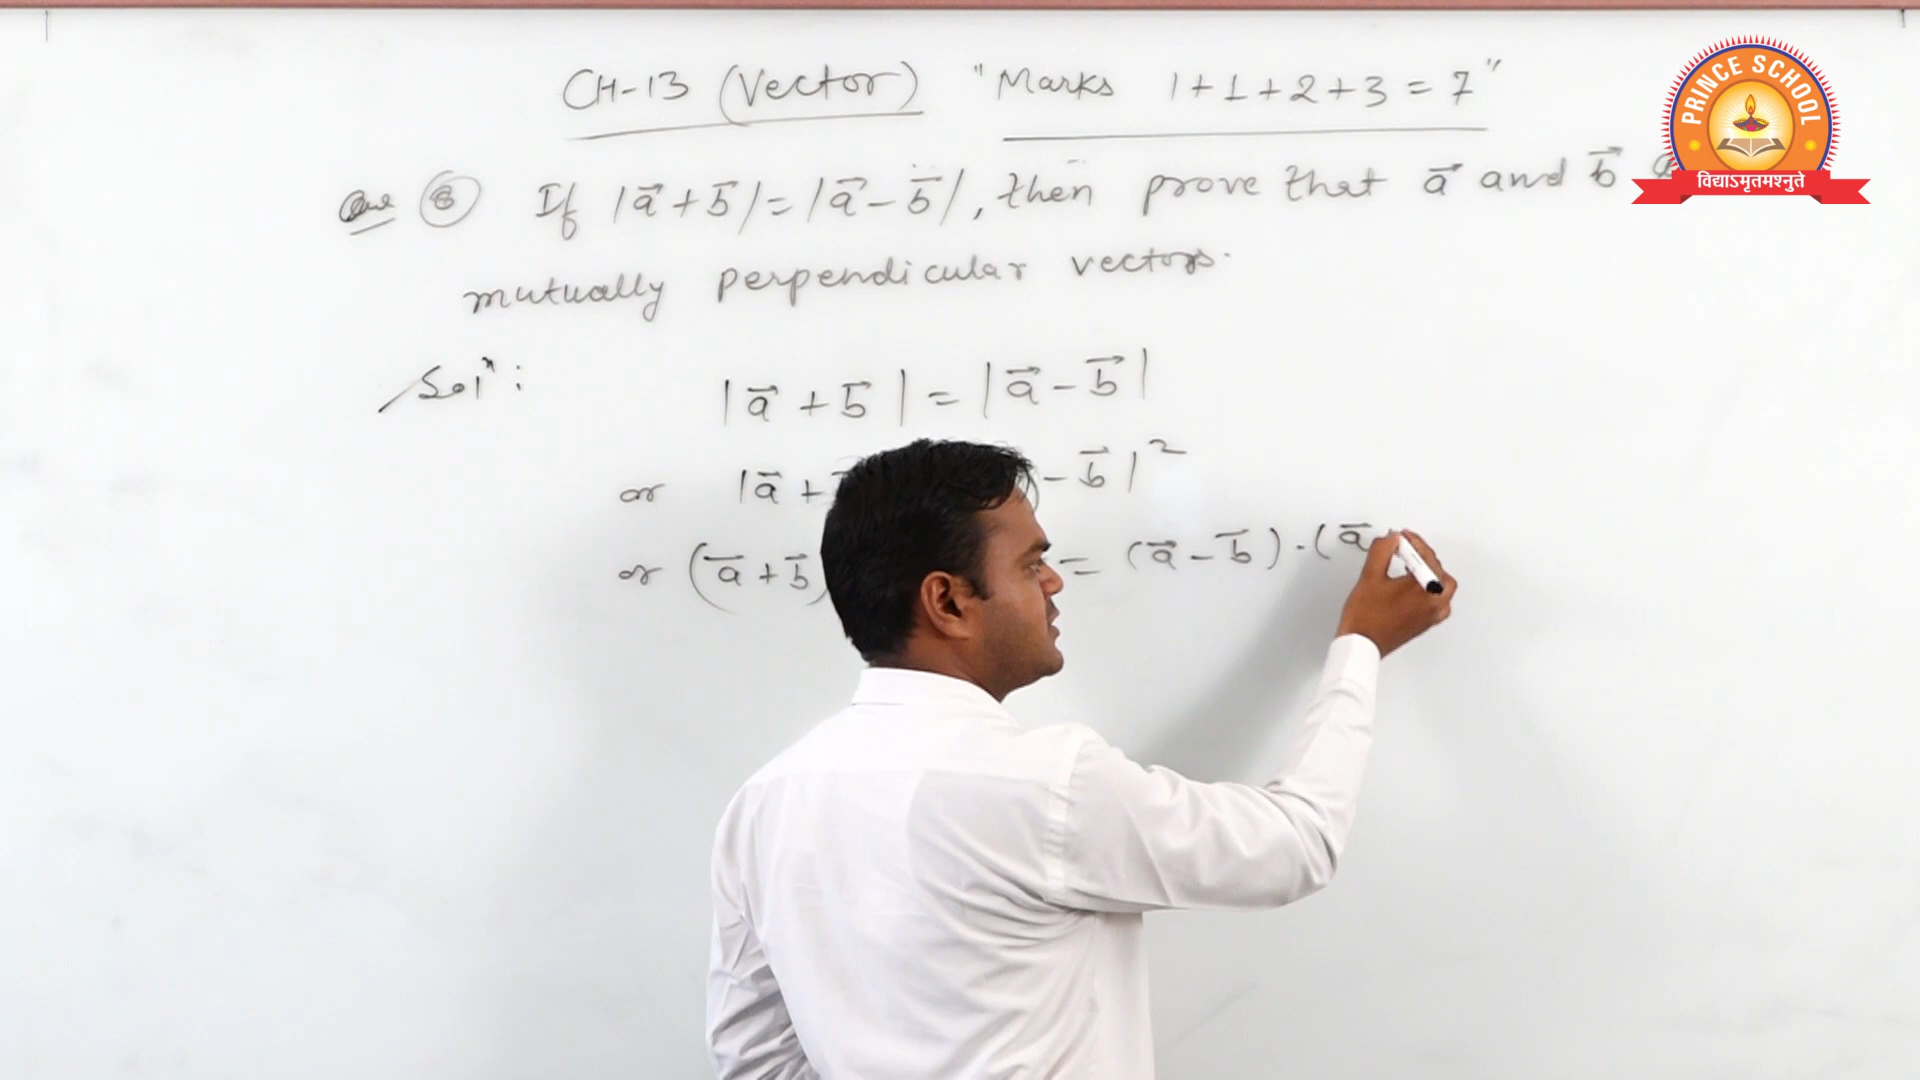 CH-13 (Vector) "Marks 1+1+2+3=7"
Que ⑧ If |a⃗+b⃗|=|a⃗-b⃗|, then prove that a⃗ and b⃗
mutually perpendicular vectors.
Solⁿ: |a⃗+b⃗|=|a⃗-b⃗|
or |a⃗+ -b⃗|²
or (a⃗+b⃗ =(a⃗-b⃗).(a⃗
PRINCE SCHOOL
विद्याऽमृतमश्नुते